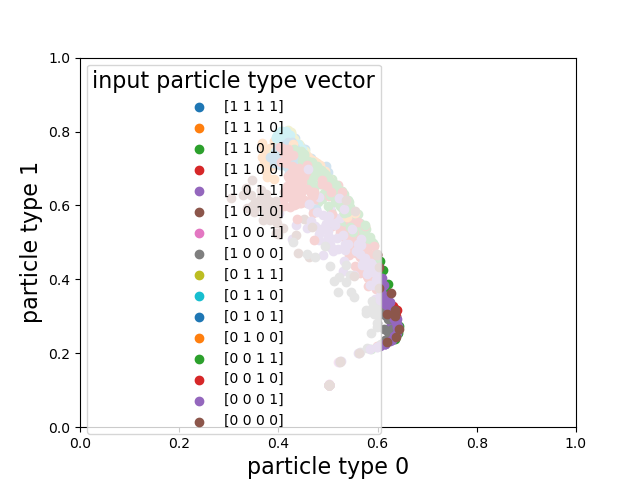 input particle type vector
[1 1 1 1]
[1 1 1 0]
[1 1 0 1]
[1 1 0 0]
[1 0 1 1]
[1 0 1 0]
[1 0 0 1]
[1 0 0 0]
[0 1 1 1]
[0 1 1 0]
[0 1 0 1]
[0 1 0 0]
[0 0 1 1]
[0 0 1 0]
[0 0 0 1]
[0 0 0 0]
particle type 1
1.0
0.8
0.6
0.4
0.2
0.0
0.0 0.2 0.4 0.6 0.8 1.0
particle type 0